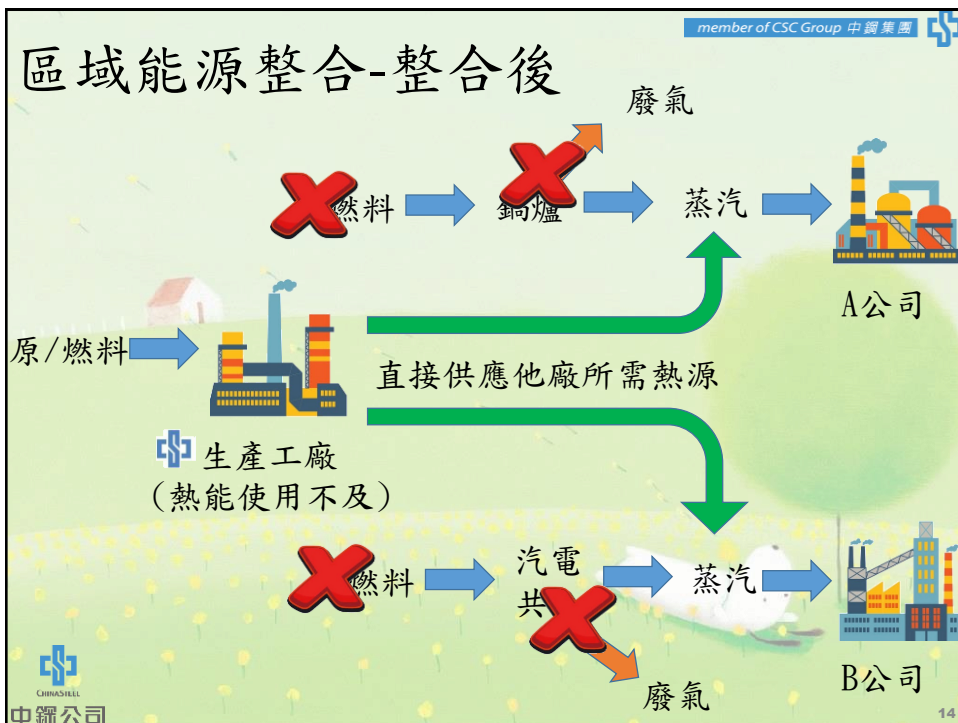 member of CSC Group 中鋼集團
區域能源整合-整合後
廢氣
燃料
鍋爐
蒸汽
A公司
原/燃料
直接供應他廠所需熱源
生產工廠
(熱能使用不及)
燃料
汽電
共
蒸汽
B公司
廢氣
CHINA STEEL
中鋼公司
14